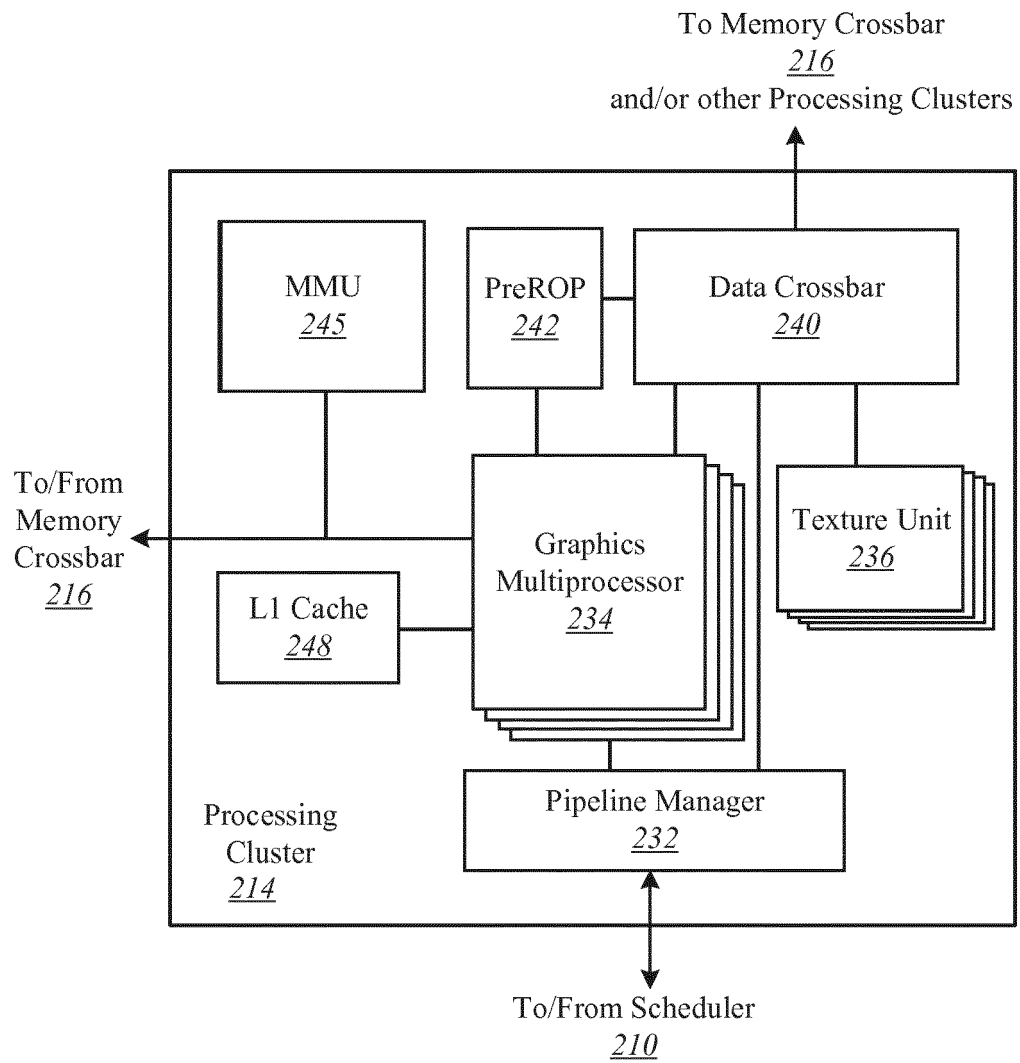 To Memory Crossbar
216
and/or other Processing Clusters
MMU
245
PreROP
242
Data Crossbar
240
To/From
Memory
Crossbar
216
Graphics
Multiprocessor
234
Texture Unit
236
L1 Cache
248
Pipeline Manager
232
Processing
Cluster
214
To/From Scheduler
210